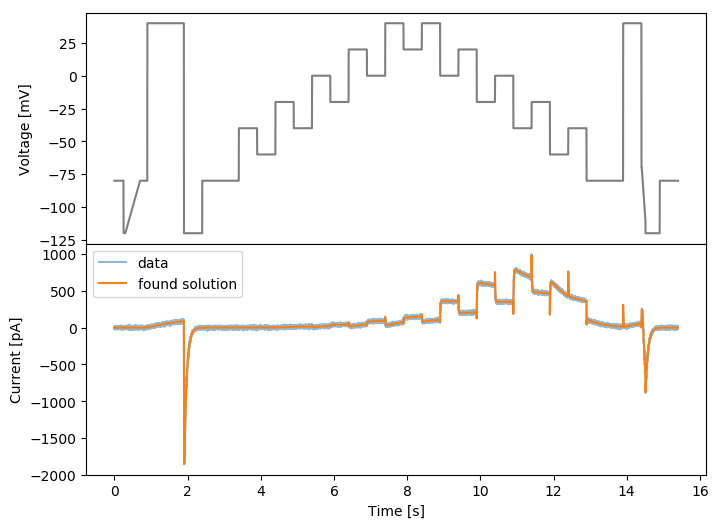 25
0
−25
−50
−75
−100
−125
Voltage [mV]
1000
500
0
−500
−1000
−1500
−2000
Current [pA]
data
found solution
0 2 4 6 8 10 12 14 16
Time [s]